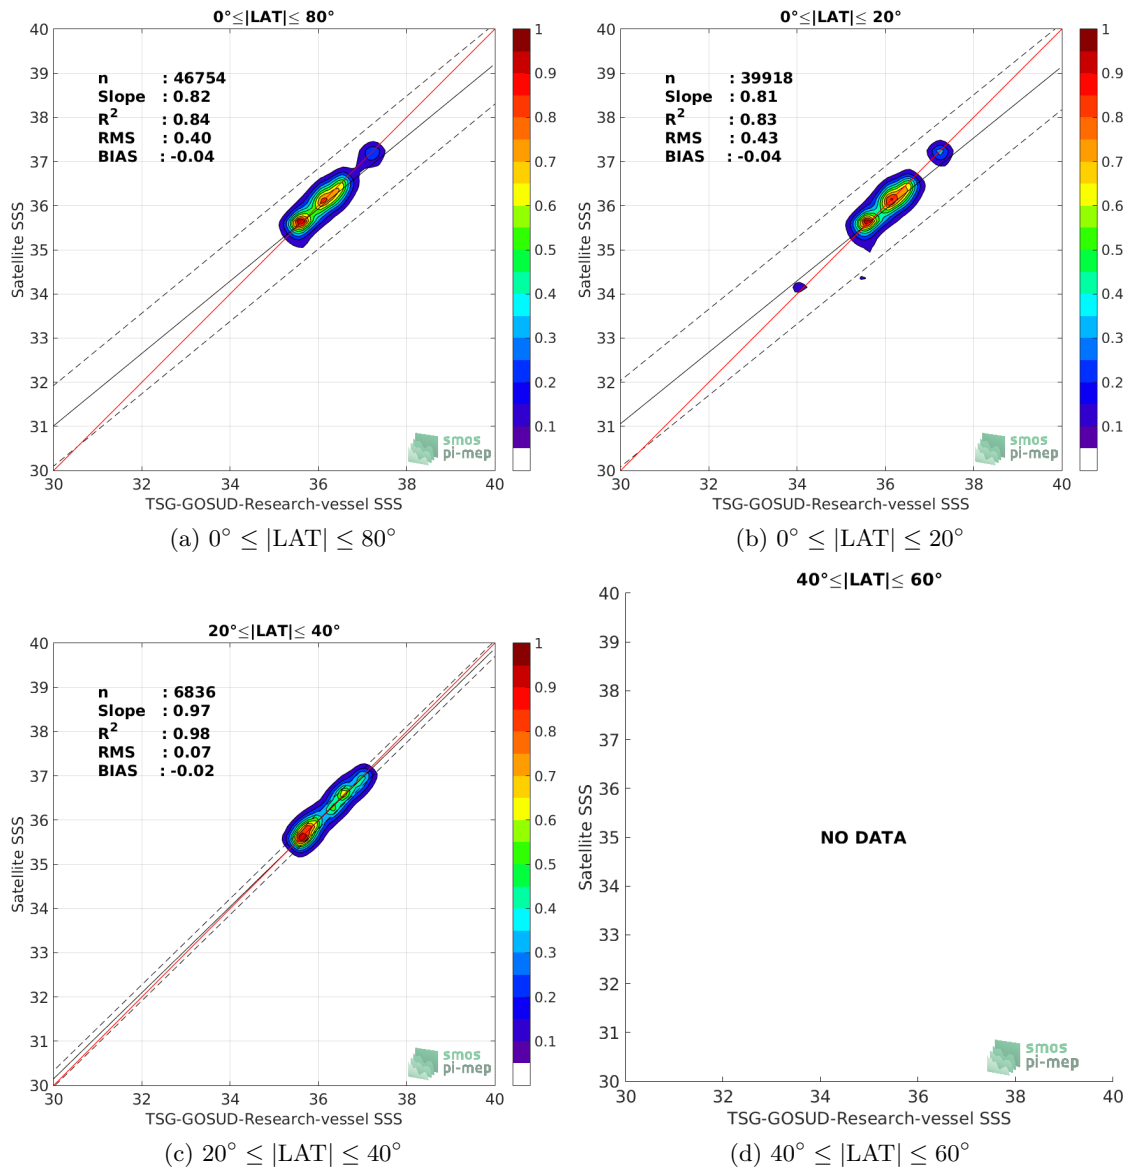 0°≤|LAT|≤ 80°
40
39
38
37
36
35
34
33
32
31
30
Satellite SSS
n : 46754
Slope : 0.82
R² : 0.84
RMS : 0.40
BIAS : -0.04
smos
pi-mep
30 32 34 36 38 40
TSG-GOSUD-Research-vessel SSS
1
0.9
0.8
0.7
0.6
0.5
0.4
0.3
0.2
0.1
(a) 0° ≤ |LAT| ≤ 80°
0°≤|LAT|≤ 20°
40
39
38
37
36
35
34
33
32
31
30
Satellite SSS
n : 39918
Slope : 0.81
R² : 0.83
RMS : 0.43
BIAS : -0.04
smos
pi-mep
30 32 34 36 38 40
TSG-GOSUD-Research-vessel SSS
1
0.9
0.8
0.7
0.6
0.5
0.4
0.3
0.2
0.1
(b) 0° ≤ |LAT| ≤ 20°
20°≤|LAT|≤ 40°
40
39
38
37
36
35
34
33
32
31
30
Satellite SSS
n : 6836
Slope : 0.97
R² : 0.98
RMS : 0.07
BIAS : -0.02
smos
pi-mep
30 32 34 36 38 40
TSG-GOSUD-Research-vessel SSS
1
0.9
0.8
0.7
0.6
0.5
0.4
0.3
0.2
0.1
(c) 20° ≤ |LAT| ≤ 40°
40°≤|LAT|≤ 60°
40
39
38
37
36
35
34
33
32
31
30
Satellite SSS
NO DATA
smos
pi-mep
30 32 34 36 38 40
TSG-GOSUD-Research-vessel SSS
(d) 40° ≤ |LAT| ≤ 60°